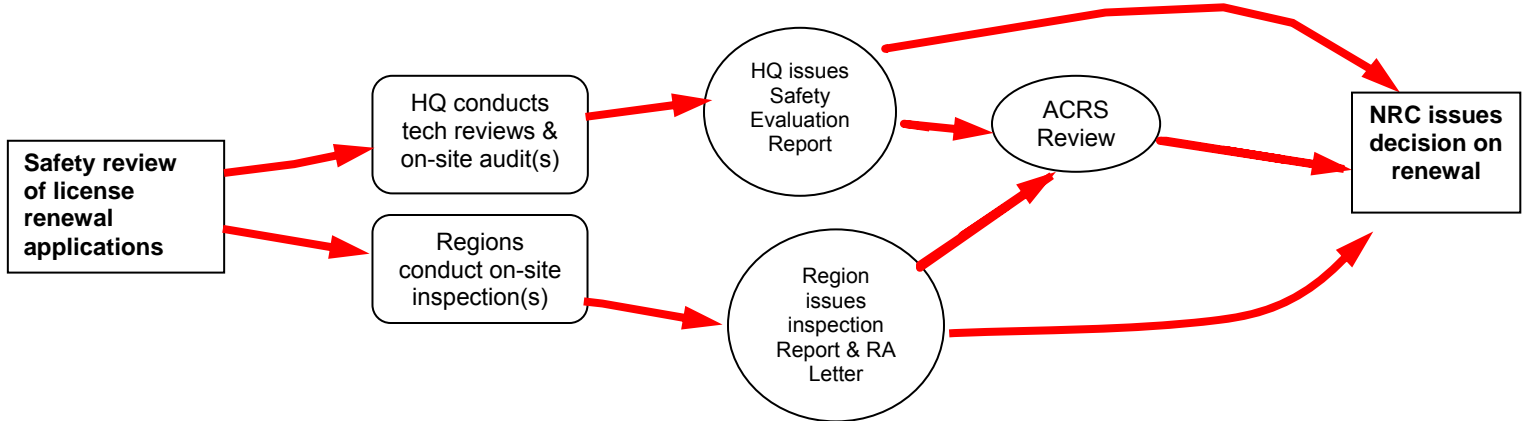 Safety review
of license
renewal
applications
HQ conducts
tech reviews &
on-site audit(s)
Regions
conduct on-site
inspection(s)
HQ issues
Safety
Evaluation
Report
Region
issues
inspection
Report & RA
Letter
ACRS
Review
NRC issues
decision on
renewal